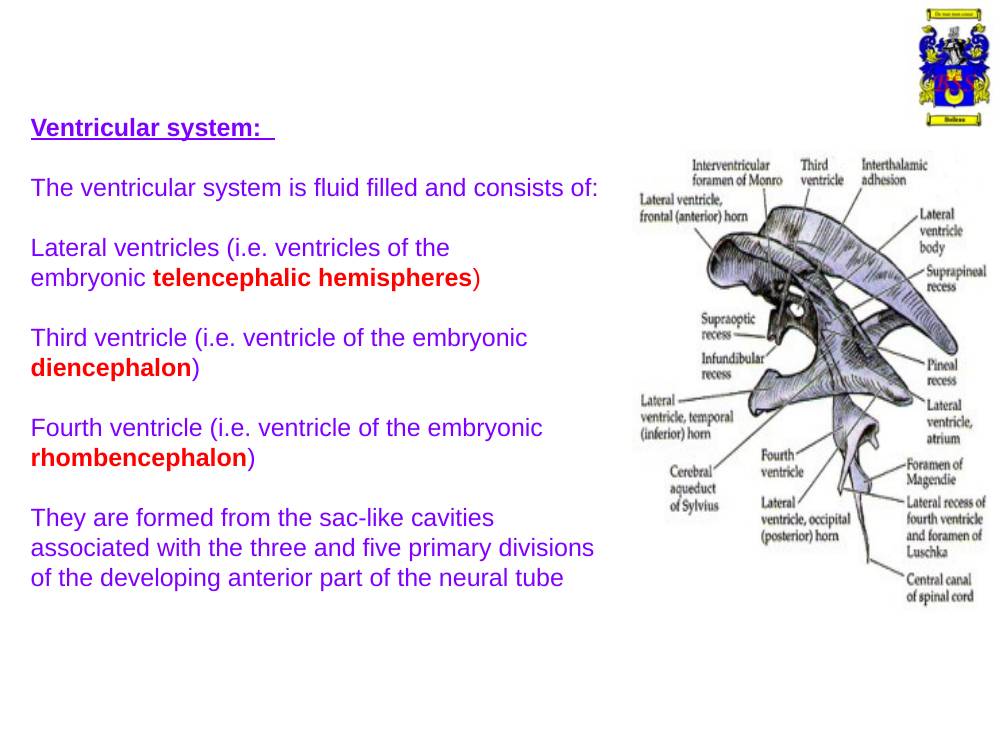 Ventricular system:
The ventricular system is fluid filled and consists of:
Lateral ventricles (i.e. ventricles of the
embryonic telencephalic hemispheres)
Third ventricle (i.e. ventricle of the embryonic
diencephalon)
Fourth ventricle (i.e. ventricle of the embryonic
rhombencephalon)
They are formed from the sac-like cavities
associated with the three and five primary divisions
of the developing anterior part of the neural tube
Interventricular
foramen of Monro
Third
ventricle
Interthalamic
adhesion
Lateral ventricle,
frontal (anterior) horn
Lateral
ventricle
body
Suprapineal
recess
Supraoptic
recess
Infundibular
recess
Pineal
recess
Lateral
ventricle, temporal
(inferior) horn
Lateral
ventricle,
atrium
Fourth
ventricle
Cerebral
aqueduct
of Sylvius
Lateral
ventricle, occipital
(posterior) horn
Foramen of
Magendie
Lateral recess of
fourth ventricle
and foramen of
Luschka
Central canal
of spinal cord